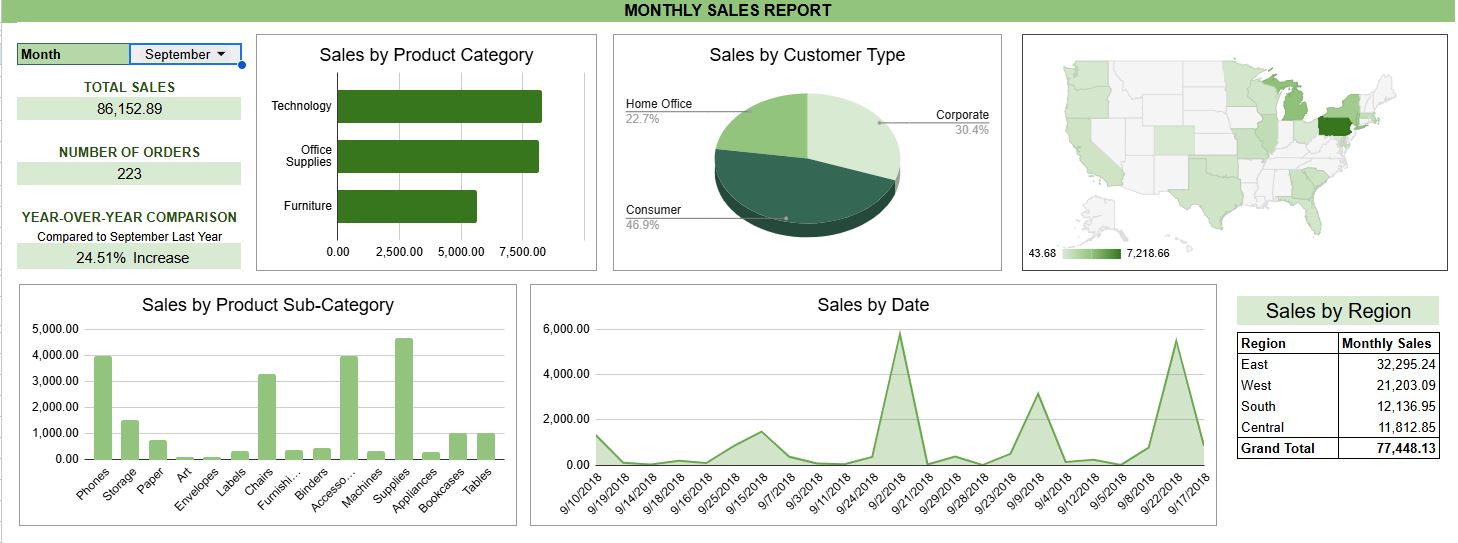 MONTHLY SALES REPORT
Month September
TOTAL SALES
86,152.89
NUMBER OF ORDERS
223
YEAR-OVER-YEAR COMPARISON
Compared to September Last Year
24.51% Increase
Sales by Product Category
Technology
Office
Supplies
Furniture
0.00 2,5000.00 5,000.00 7,500.00
Sales by Customer Type
Home Office
22.7%
Corporate
30.4%
Consumer
46.9%
43.68 7,218.66
Sales by Product Sub-Category
5,000.00
4,000.00
3,000.00
2,000.00
1,000.00
0.00
Phones
Storage
Paper
Art
Envelopes
Labels
Chairs
Furnishi…
Binders
Accesso…
Machines
Supplies
Appliances
Bookcases
Tables
Sales by Date
6,000.00
4,000.00
2,000.00
0.00
9/10/2018
9/19/2018
9/14/2018
9/18/2018
9/16/2018
9/25/2018
9/15/2018
9/7/2018
9/3/2018
9/11/2018
9/24/2018
9/2/2018
9/21/2018
9/29/2018
9/28/2018
9/23/2018
9/9/2018
9/4/2018
9/12/2018
9/5/2018
9/8/2018
9/22/2018
9/17/2018
Sales by Region
Region Monthly Sales
East 32,295.24
West 21,203.09
South 12,136.95
Central 11,812.85
Grand Total 77,448.13